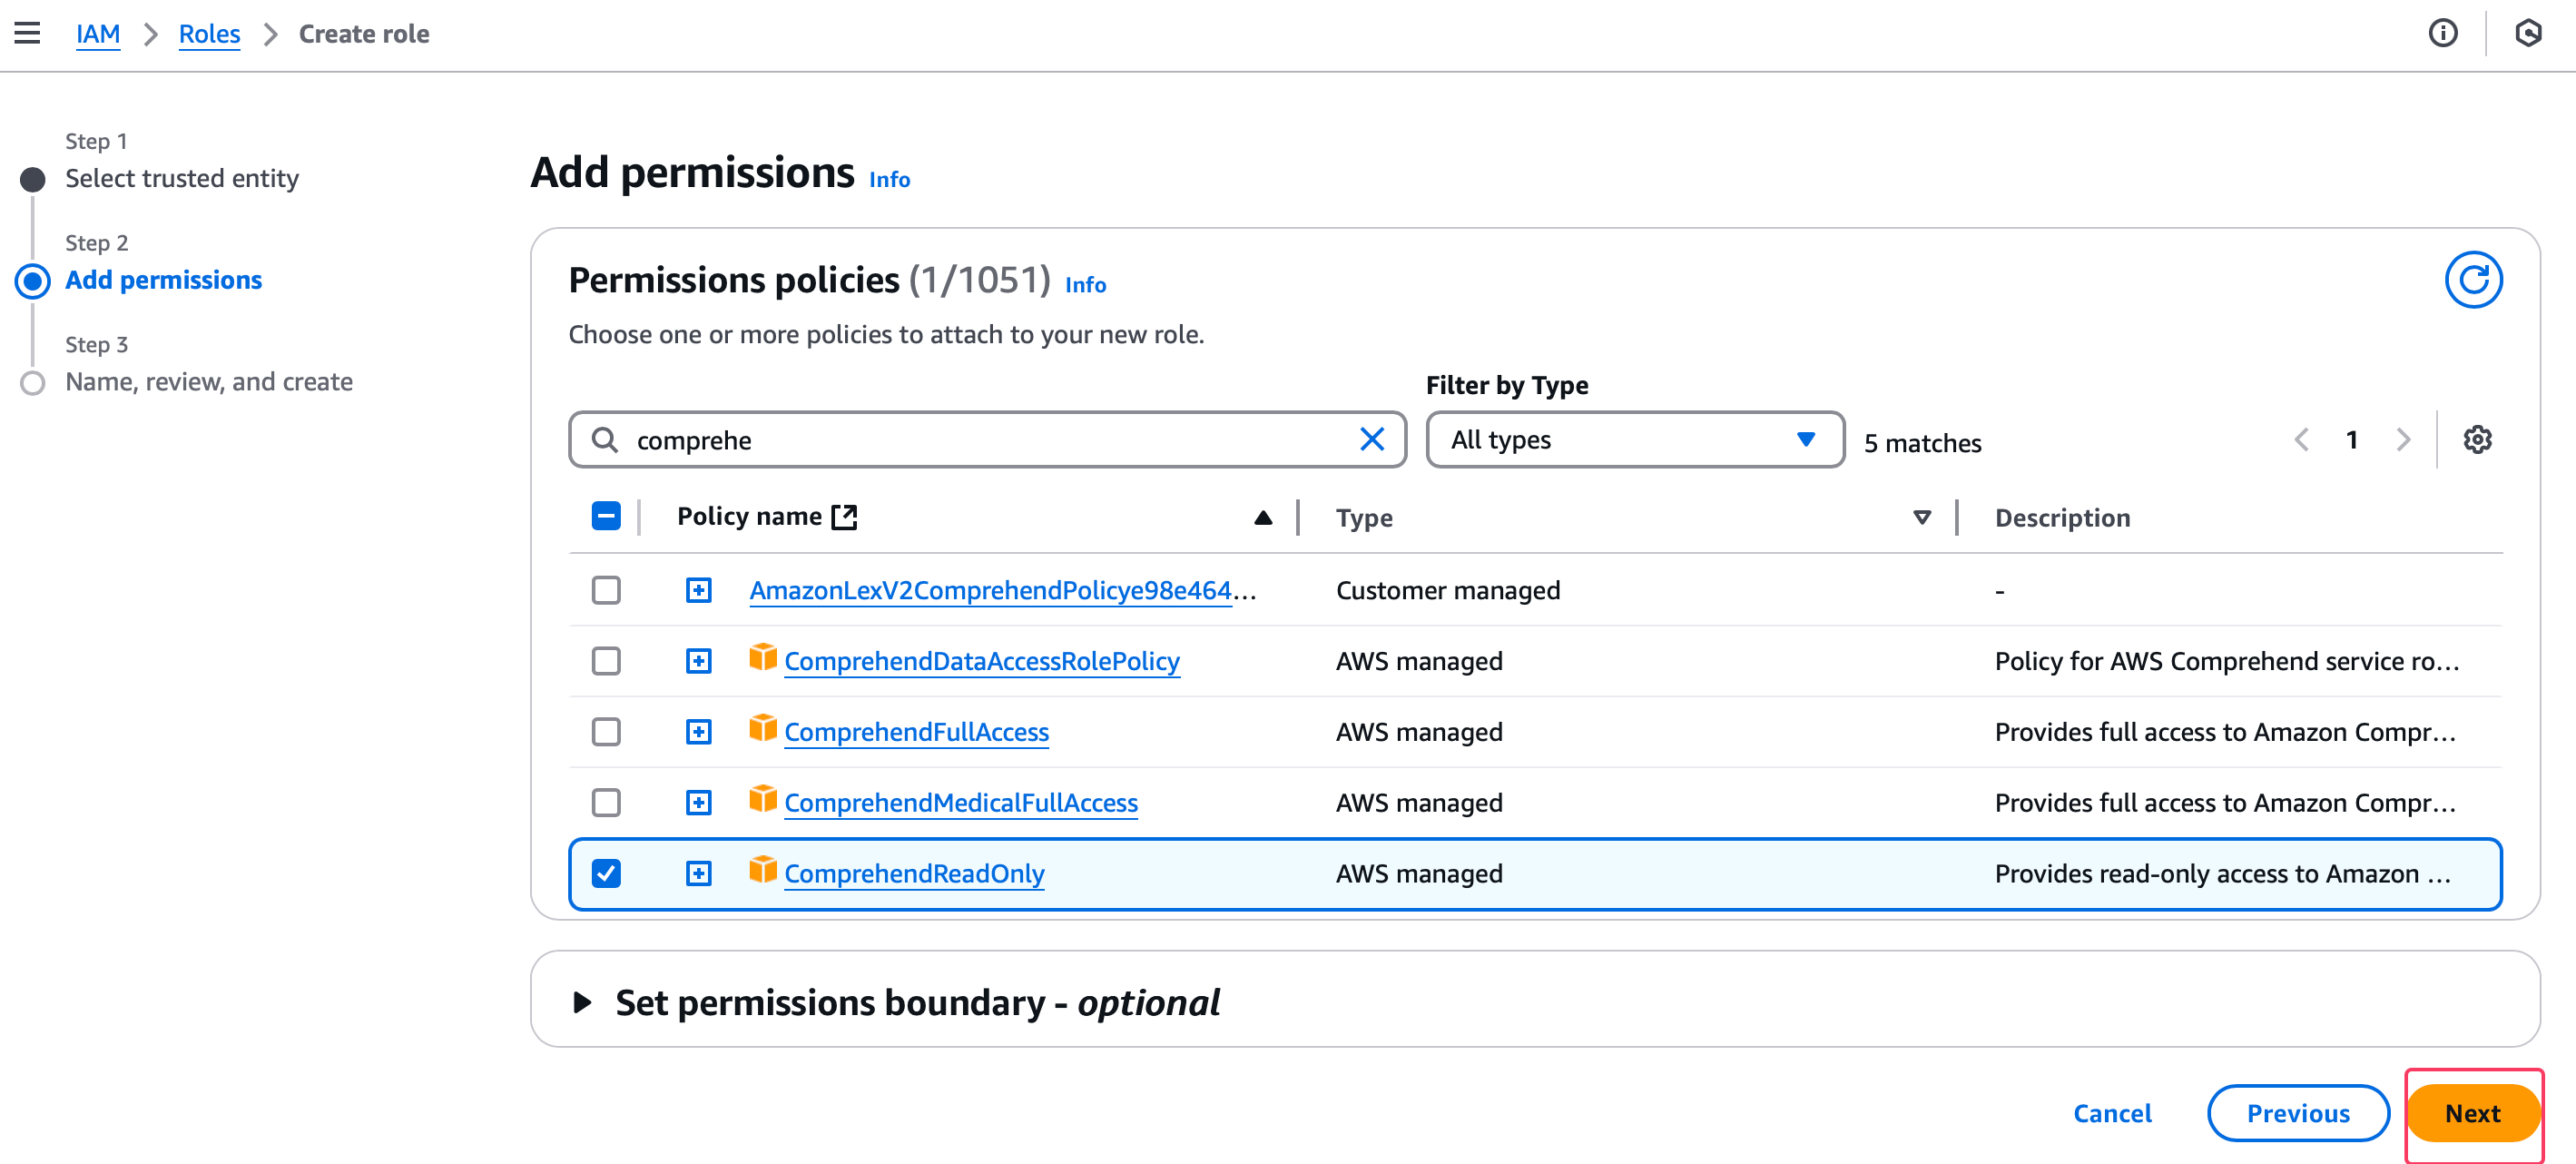 IAM > Roles > Create role
Step 1
Select trusted entity
Step 2
Add permissions
Step 3
Name, review, and create
Add permissions Info
Permissions policies (1/1051) Info
Choose one or more policies to attach to your new role.
Filter by Type
comprehe
All types
5 matches
1
Policy name Type Description
AmazonLexV2ComprehendPolicye98e464... Customer managed -
ComprehendDataAccessRolePolicy AWS managed Policy for AWS Comprehend service ro...
ComprehendFullAccess AWS managed Provides full access to Amazon Compr...
ComprehendMedicalFullAccess AWS managed Provides full access to Amazon Compr...
ComprehendReadOnly AWS managed Provides read-only access to Amazon ...
Set permissions boundary - optional
Cancel Previous Next